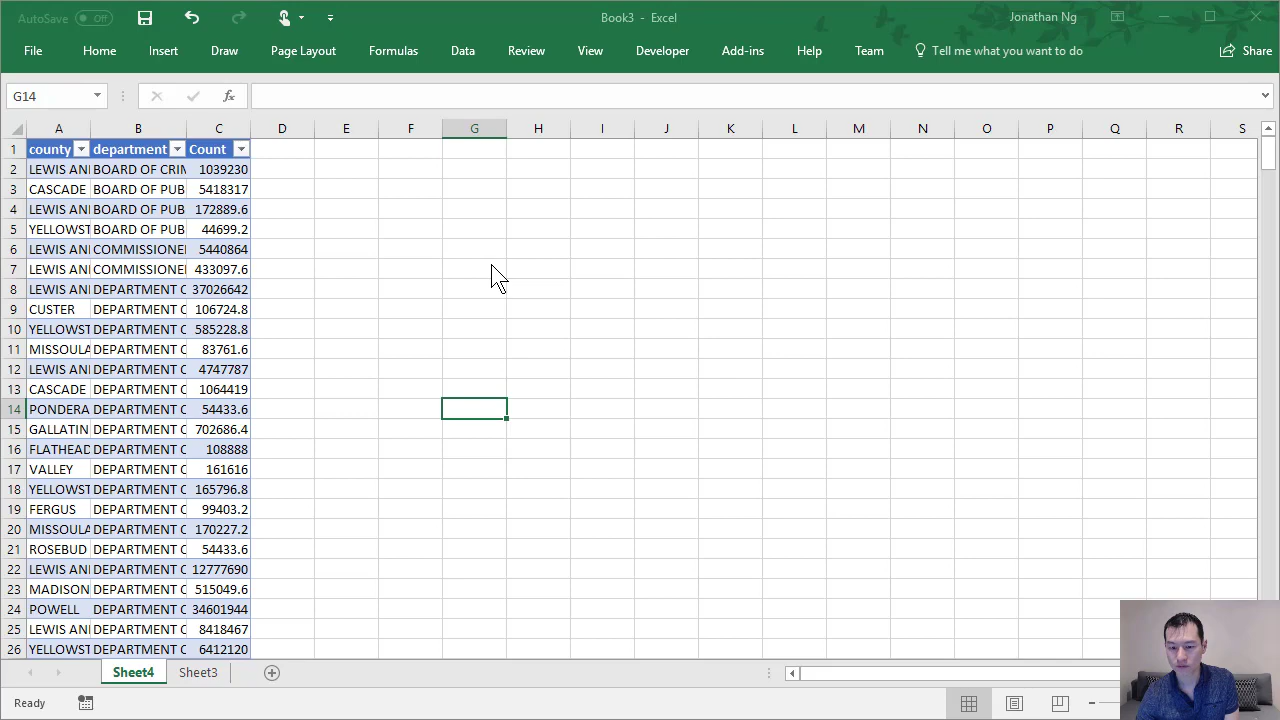 AutoSave Off Book3 - Excel Jonathan Ng
File Home Insert Draw Page Layout Formulas Data Review View Developer Add-ins Help Team Tell me what you want to do Share
G14 fx
A B C D E F G H I J K L M N O P Q R S
1 county department Count
2 LEWIS AN BOARD OF CRIM 1039230
3 CASCADE BOARD OF PUB 5418317
4 LEWIS AN BOARD OF PUB 172889.6
5 YELLOWST BOARD OF PUB 44699.2
6 LEWIS AN COMMISSIONE 5440864
7 LEWIS AN COMMISSIONE 433097.6
8 LEWIS AN DEPARTMENT O 37026642
9 CUSTER DEPARTMENT O 106724.8
10 YELLOWST DEPARTMENT O 585228.8
11 MISSOULA DEPARTMENT O 83761.6
12 LEWIS AN DEPARTMENT O 4747787
13 CASCADE DEPARTMENT O 1064419
14 PONDERA DEPARTMENT O 54433.6
15 GALLATIN DEPARTMENT O 702686.4
16 FLATHEAD DEPARTMENT O 108888
17 VALLEY DEPARTMENT O 161616
18 YELLOWST DEPARTMENT O 165796.8
19 FERGUS DEPARTMENT O 99403.2
20 MISSOULA DEPARTMENT O 170227.2
21 ROSEBUD DEPARTMENT O 54433.6
22 LEWIS AN DEPARTMENT O 12777690
23 MADISON DEPARTMENT O 515049.6
24 POWELL DEPARTMENT O 34601944
25 LEWIS AN DEPARTMENT O 8418467
26 YELLOWST DEPARTMENT O 6412120
Sheet4 Sheet3
Ready